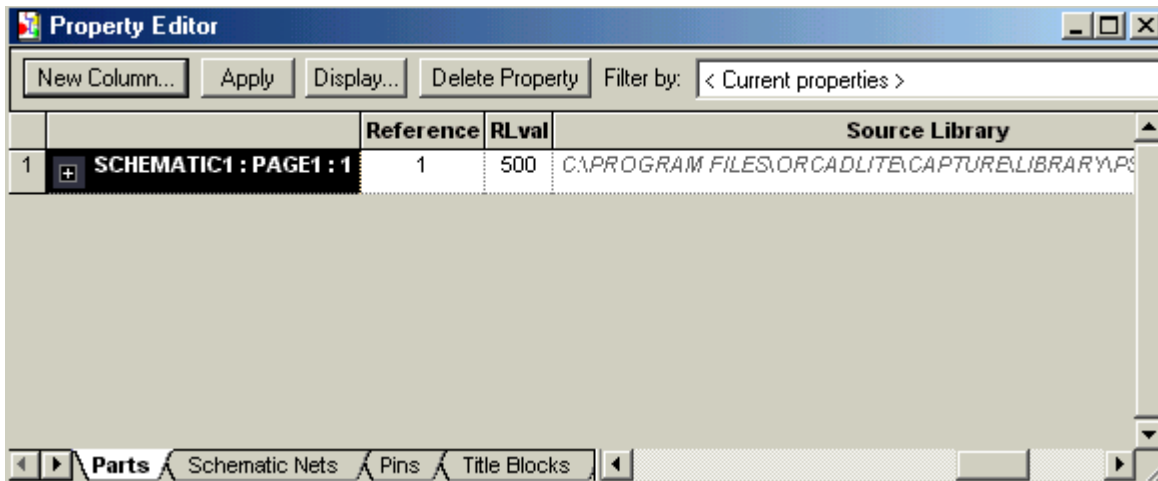 Property Editor
New Column... Apply Display... Delete Property Filter by: < Current properties >
Reference RLval Source Library
1 SCHEMATIC1 : PAGE1 : 1 1 500 C:\PROGRAM FILES\ORCADLITE\CAPTURE\LIBRARY\PS
Parts Schematic Nets Pins Title Blocks